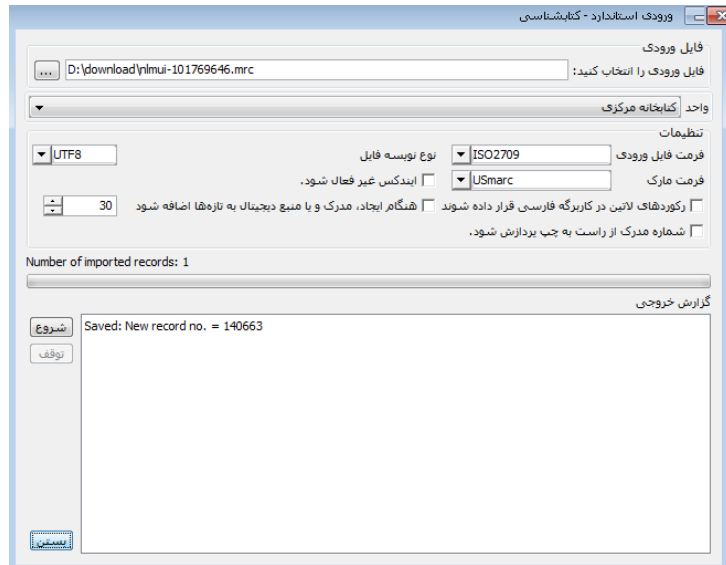 ورودی استاندارد - کتابشناسی
فایل ورودی
فایل ورودی را انتخاب کنید: D:\download\nlmui-101769646.mrc ...
واحد کتابخانه مرکزی
تنظیمات
فرمت فایل ورودی ISO2709 نوع نویسه فایل UTF8
فرمت مارک USmarc ایندکس غیر فعال شود.
رکوردهای لاتین در کاربرگه فارسی قرار داده شوند هنگام ایجاد، مدرک و یا منبع دیجیتال به تازه‌ها اضافه شود 30
شماره مدرک از راست به چپ پردازش شود.
Number of imported records: 1
گزارش خروجی
Saved: New record no. = 140663
شروع
توقف
بستن